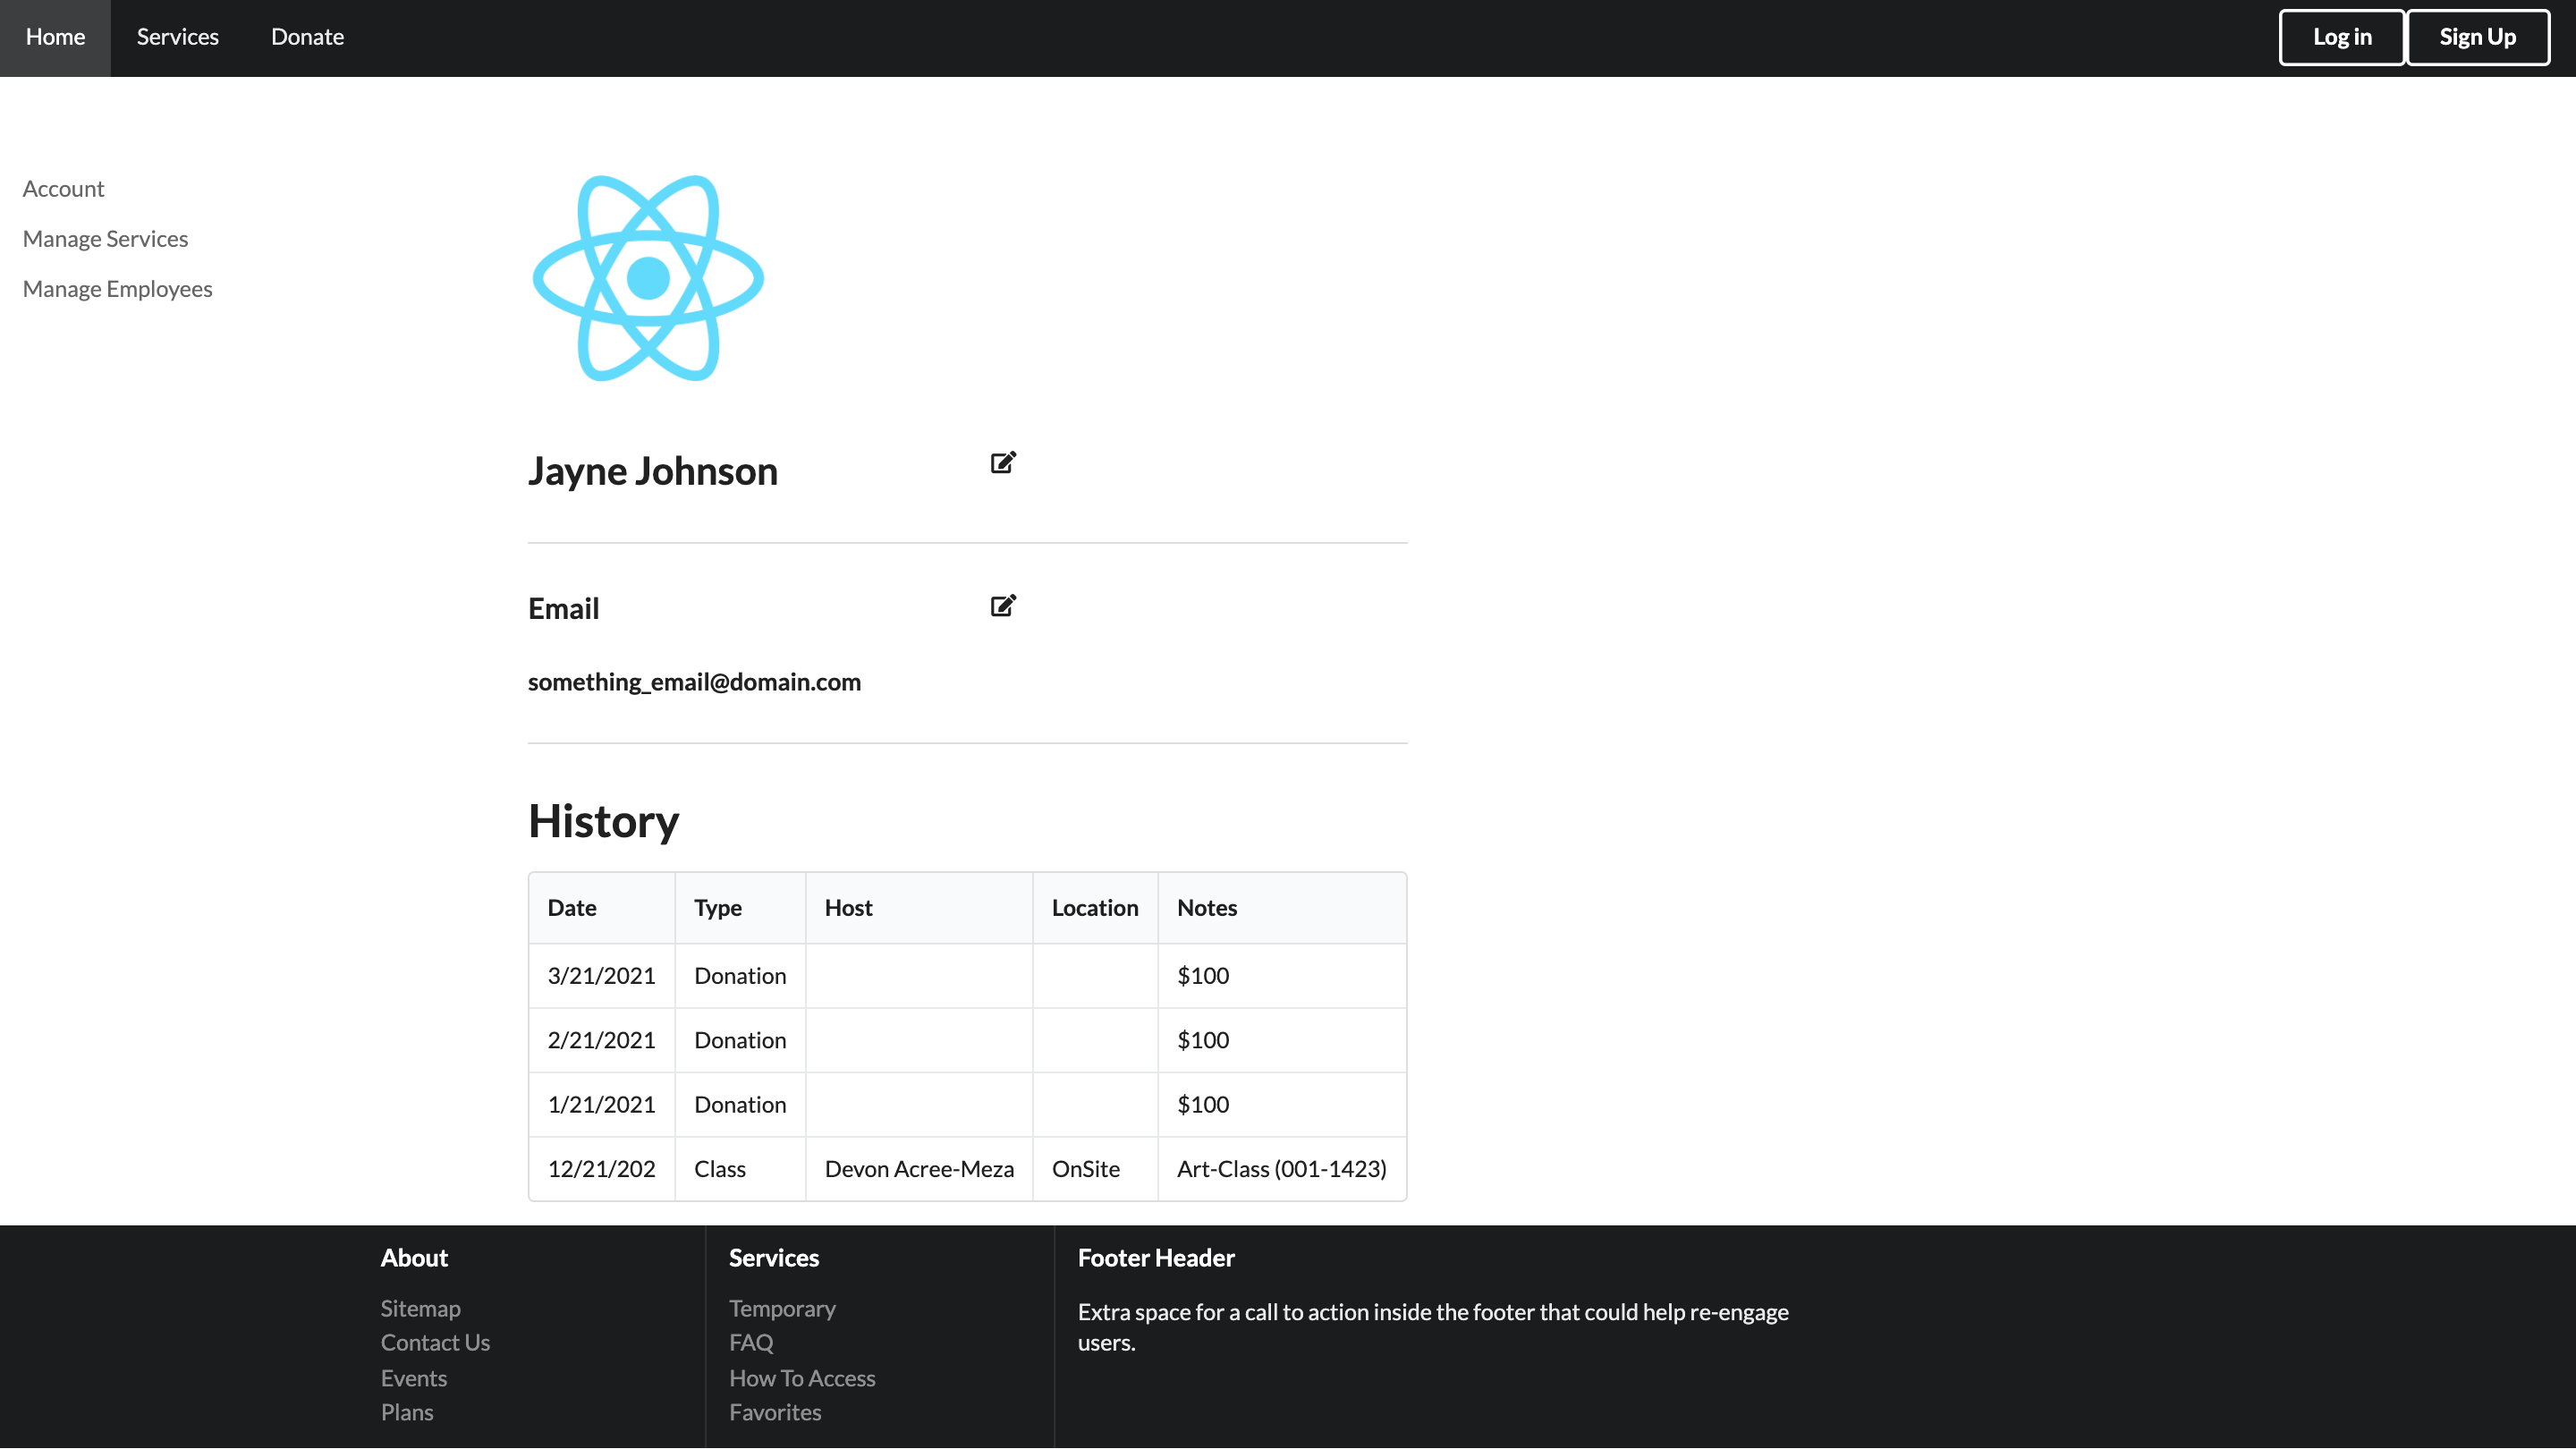 Home Services Donate Log in Sign Up
Account
Manage Services
Manage Employees
Jayne Johnson
Email
something_email@domain.com
History
Date Type Host Location Notes
3/21/2021 Donation $100
2/21/2021 Donation $100
1/21/2021 Donation $100
12/21/202 Class Devon Acree-Meza OnSite Art-Class (001-1423)
About
Sitemap
Contact Us
Events
Plans
Services
Temporary
FAQ
How To Access
Favorites
Footer Header
Extra space for a call to action inside the footer that could help re-engage
users.